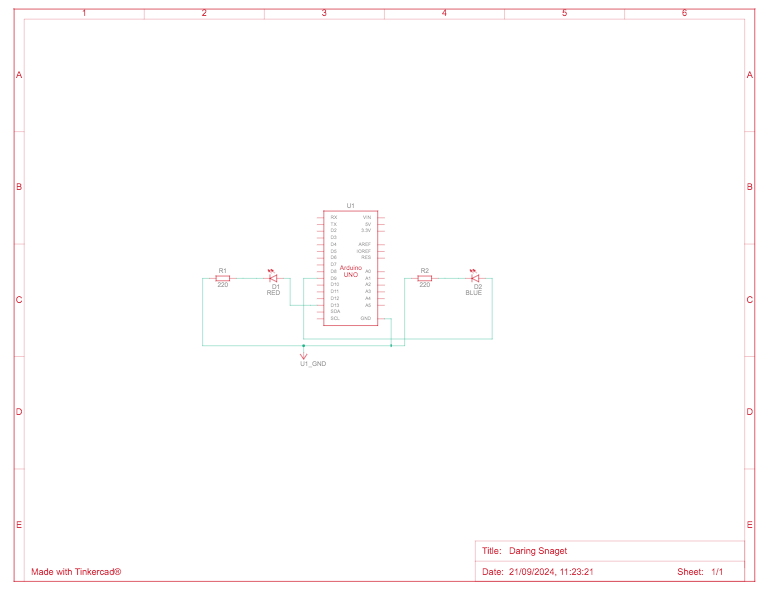 1 2 3 4 5 6
A A
B B
U1
RX VIN
TX 5V
D2 3.3V
D3
D4 AREF
D5 IOREF
D6 RES
D7
Arduino
UNO
D8 A0
D9 A1
D10 A2
D11 A3
D12 A4
D13 A5
SDA
SCL GND
R1
220
D1
RED
R2
220
D2
BLUE
C C
U1_GND
D D
E E
Title: Daring Snaget
Date: 21/09/2024, 11:23:21 Sheet: 1/1
Made with Tinkercad®